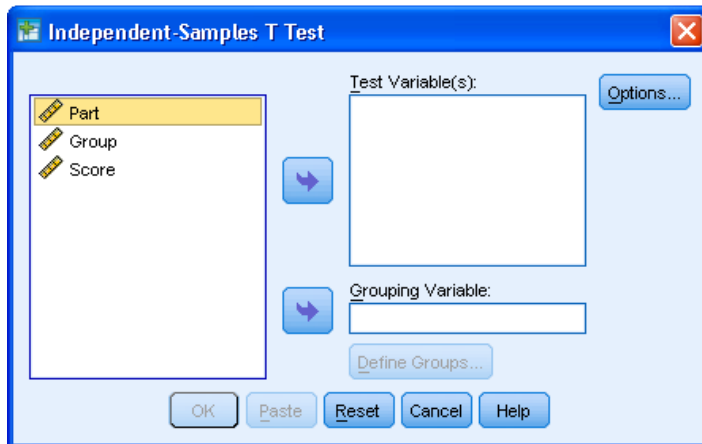 Independent-Samples T Test
Part
Group
Score
Test Variable(s):
Options...
Grouping Variable:
Define Groups...
OK
Paste
Reset
Cancel
Help